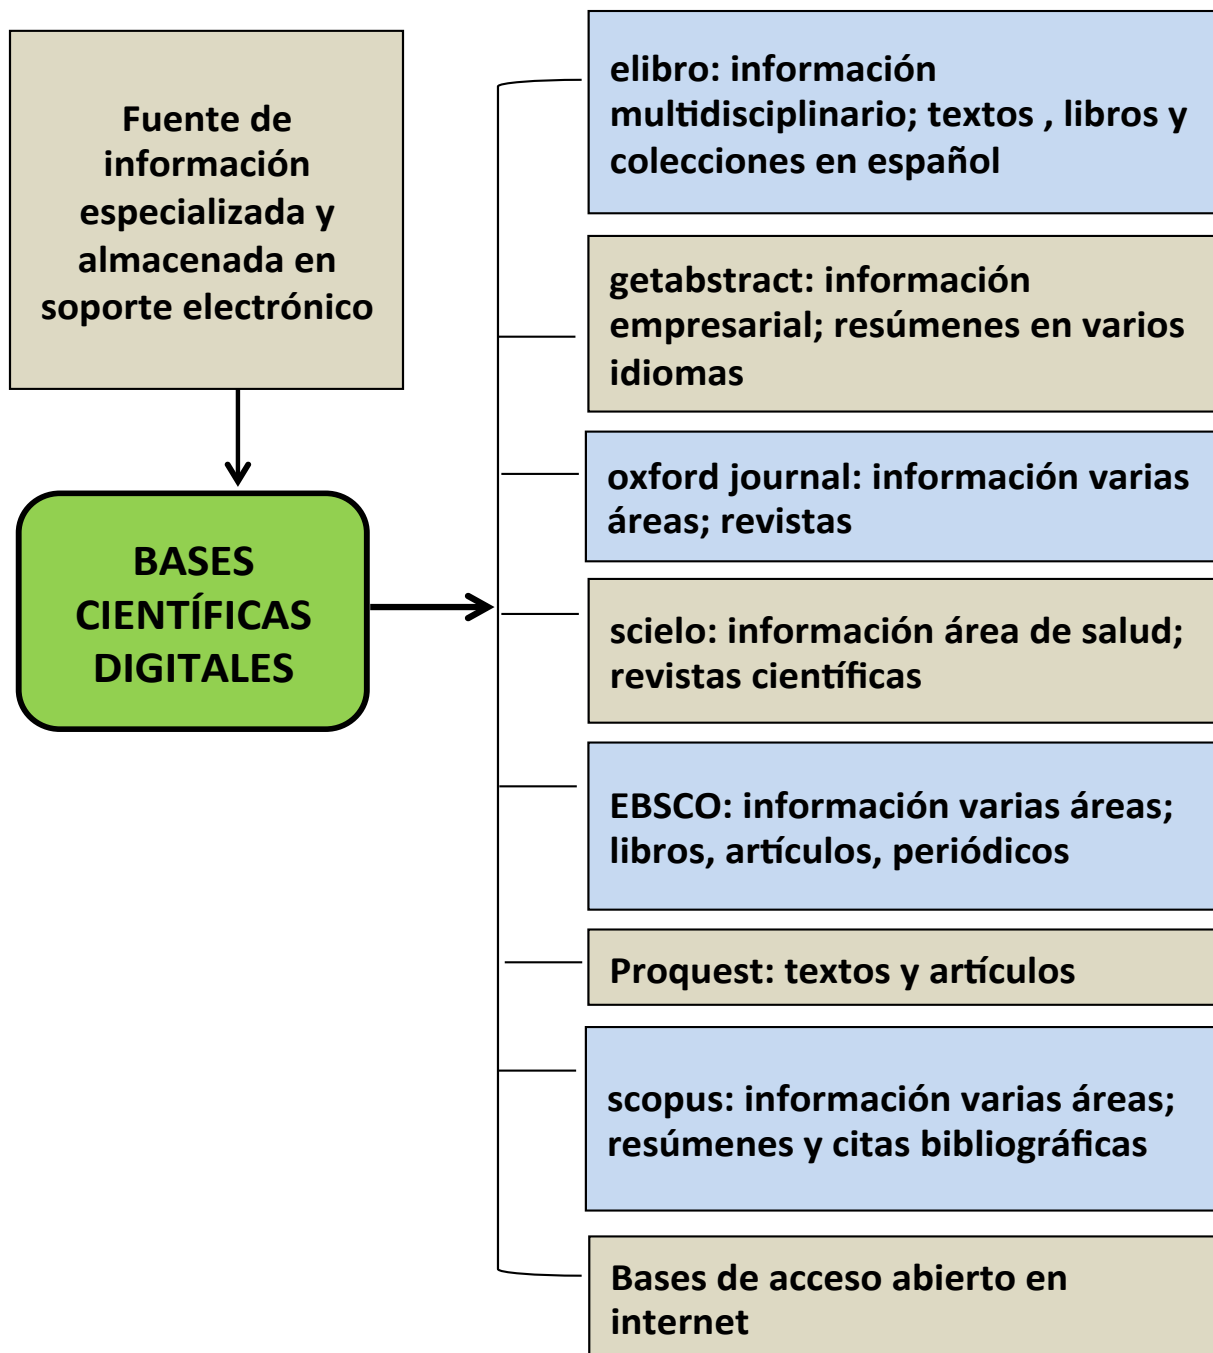 Fuente de
información
especializada y
almacenada en
soporte electrónico
BASES
CIENTÍFICAS
DIGITALES
elibro: información
multidisciplinario; textos , libros y
colecciones en español
getabstract: información
empresarial; resúmenes en varios
idiomas
oxford journal: información varias
áreas; revistas
scielo: información área de salud;
revistas científicas
EBSCO: información varias áreas;
libros, artículos, periódicos
Proquest: textos y artículos
scopus: información varias áreas;
resúmenes y citas bibliográficas
Bases de acceso abierto en
internet